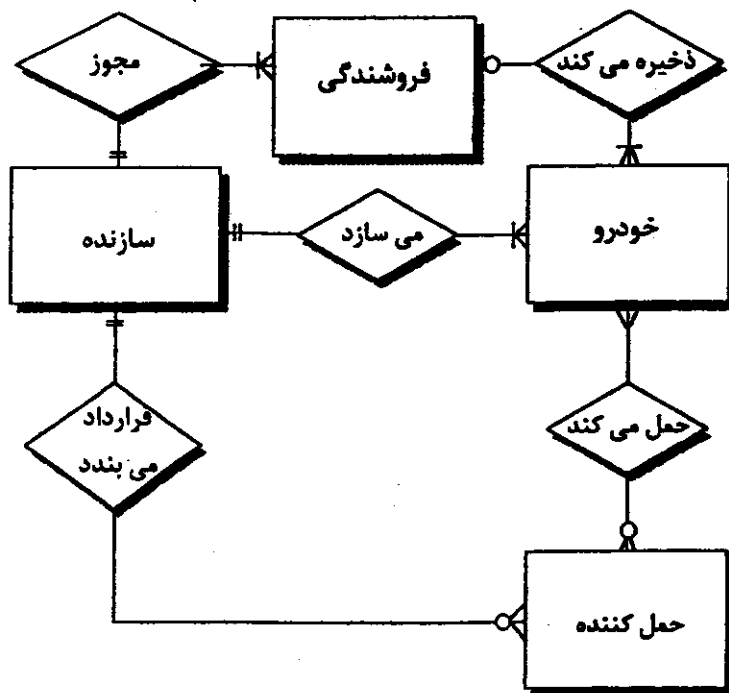 ذخیره می کند
فروشندگی
مجوز
خودرو
می سازد
سازنده
حمل می کند
قرارداد
می بندد
حمل کننده